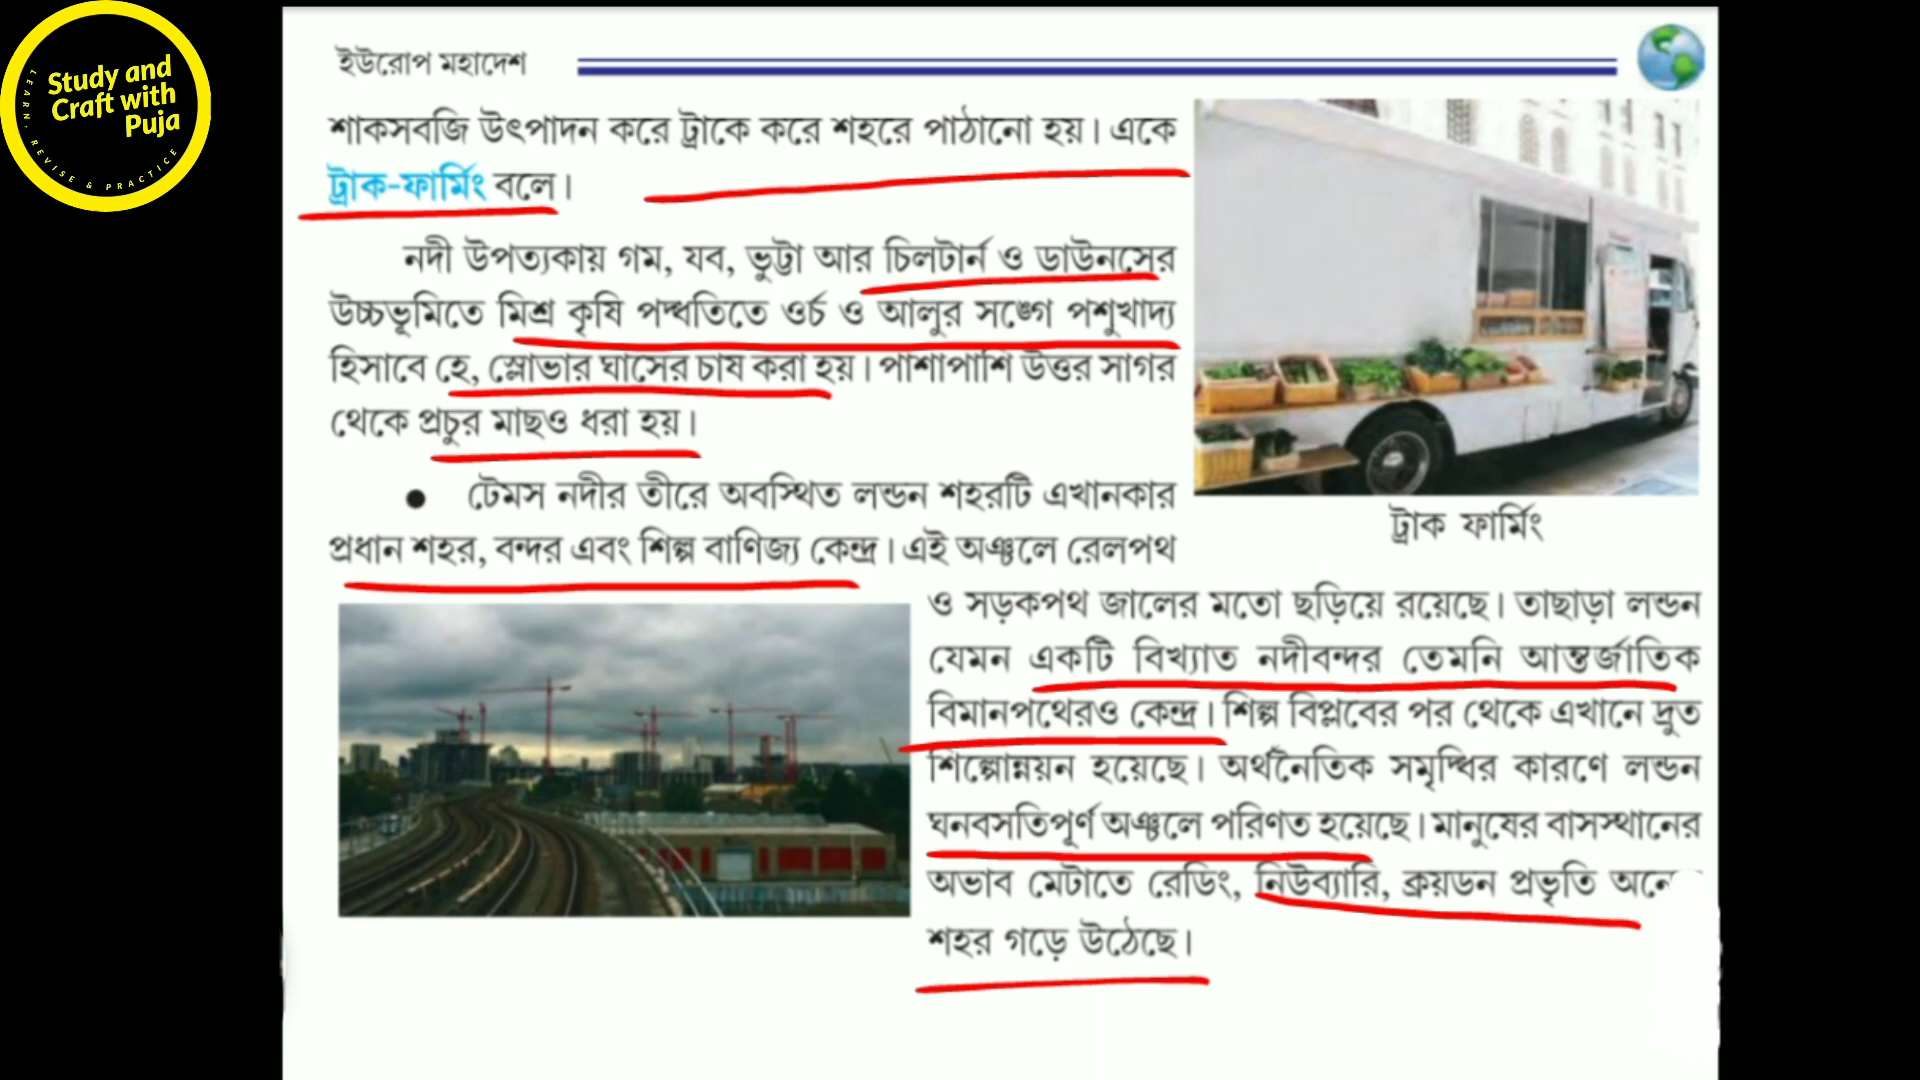 Study and
Craft with
Puja
LEARN, REVISE & PRACTICE
ইউরোপ মহাদেশ
শাকসবজি উৎপাদন করে ট্রাকে করে শহরে পাঠানো হয়। একে
ট্রাক-ফার্মিং বলে।
নদী উপত্যকায় গম, যব, ভুট্টা আর চিলটার্ন ও ডাউনসের
উচ্চভূমিতে মিশ্র কৃষি পদ্ধতিতে ওর্চ ও আলুর সঙ্গে পশুখাদ্য
হিসাবে হে, স্লোভার ঘাসের চাষ করা হয়। পাশাপাশি উত্তর সাগর
থেকে প্রচুর মাছও ধরা হয়।
● টেমস নদীর তীরে অবস্থিত লন্ডন শহরটি এখানকার
প্রধান শহর, বন্দর এবং শিল্প বাণিজ্য কেন্দ্র। এই অঞ্চলে রেলপথ
ট্রাক ফার্মিং
ও সড়কপথ জালের মতো ছড়িয়ে রয়েছে। তাছাড়া লন্ডন
যেমন একটি বিখ্যাত নদীবন্দর তেমনি আন্তর্জাতিক
বিমানপথেরও কেন্দ্র। শিল্প বিপ্লবের পর থেকে এখানে দ্রুত
শিল্পোন্নয়ন হয়েছে। অর্থনৈতিক সমৃদ্ধির কারণে লন্ডন
ঘনবসতিপূর্ণ অঞ্চলে পরিণত হয়েছে। মানুষের বাসস্থানের
অভাব মেটাতে রেডিং, নিউব্যারি, ক্রয়ডন প্রভৃতি
শহর গড়ে উঠেছে।